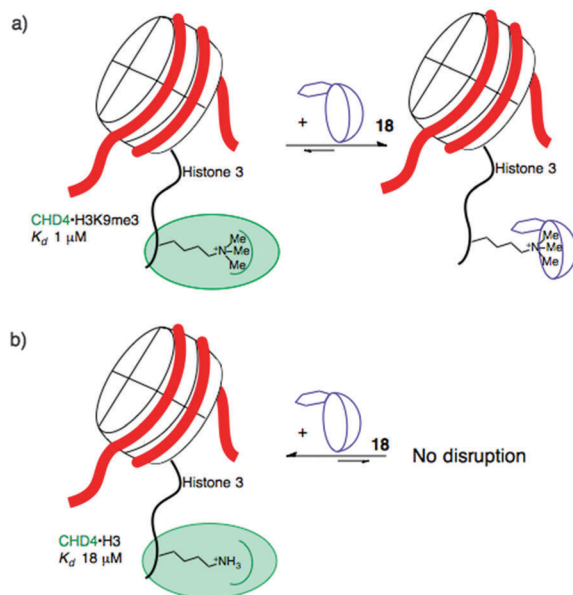 a)
+
18
Histone 3
Histone 3
CHD4•H3K9me3
Kd 1 μM
Me
+N–Me
Me
Me
+N Me
Me
b)
+
18
No disruption
Histone 3
CHD4•H3
Kd 18 μM
+NH3